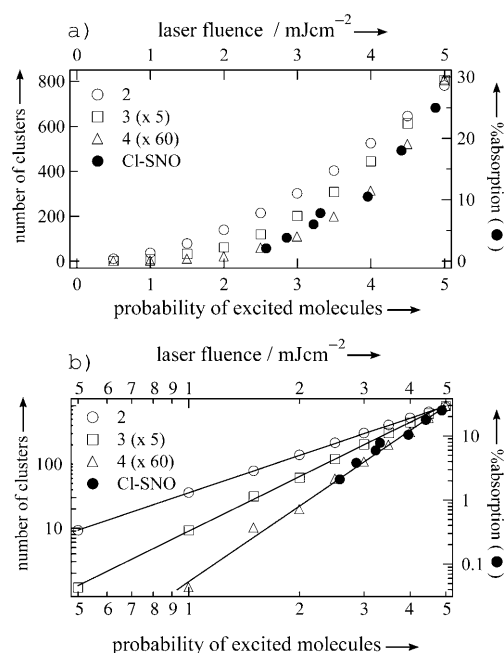 a)
laser fluence / mJcm⁻²
0 1 2 3 4 5
number of clusters
800
600
400
200
0
2
3 (x 5)
4 (x 60)
Cl-SNO
30
20
10
0
%absorption (●)
0 1 2 3 4 5
probability of excited molecules
b)
laser fluence / mJcm⁻²
5 6 7 8 9 1 2 3 4 5
number of clusters
100
10
2
3 (x 5)
4 (x 60)
Cl-SNO
10
1
0.1
%absorption (●)
5 6 7 8 9 1 2 3 4 5
probability of excited molecules